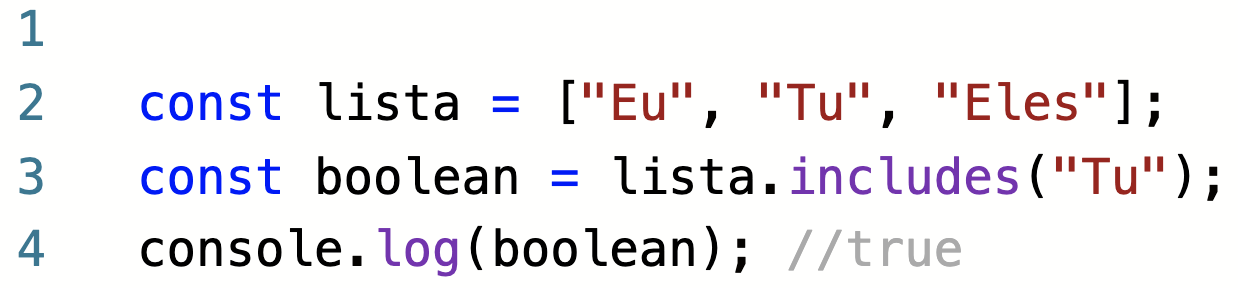 1
2 const lista = ["Eu", "Tu", "Eles"];
3 const boolean = lista.includes("Tu");
4 console.log(boolean); //true